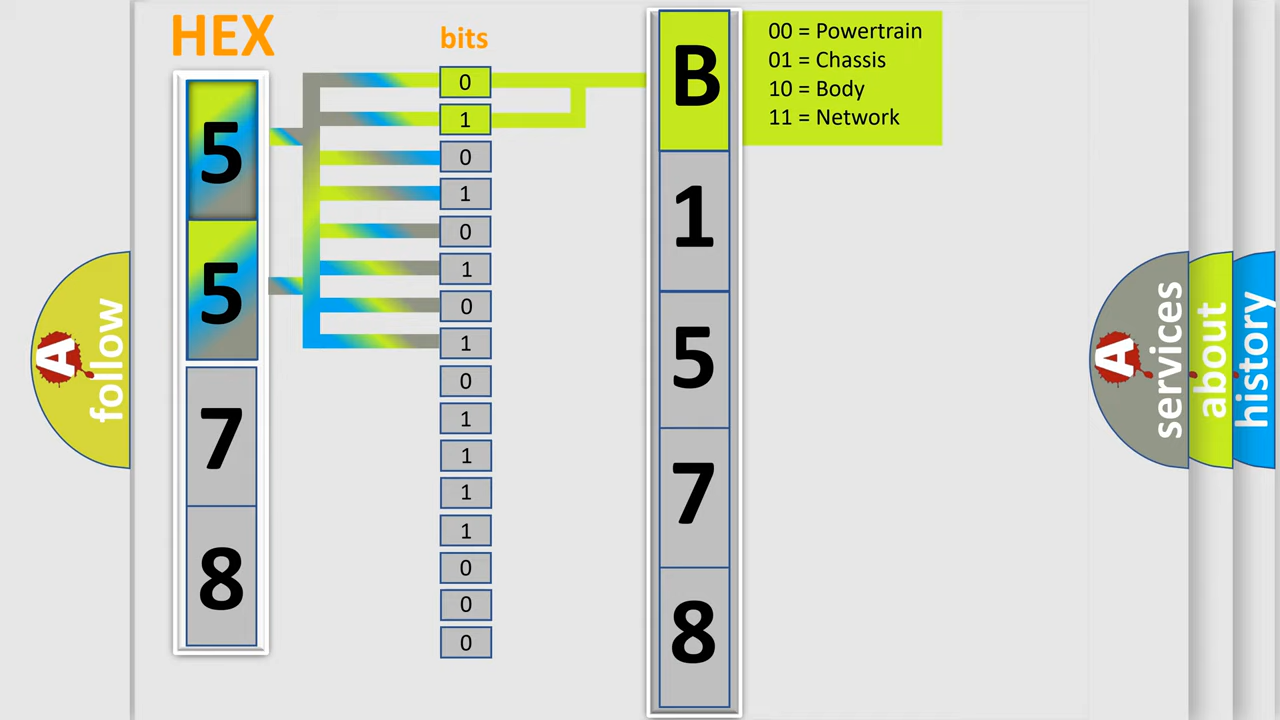 HEX
bits
5
5
7
8
0
1
0
1
0
1
0
1
0
1
1
1
1
0
0
0
B
1
5
7
8
00 = Powertrain
01 = Chassis
10 = Body
11 = Network
A
follow
A
services
about
history